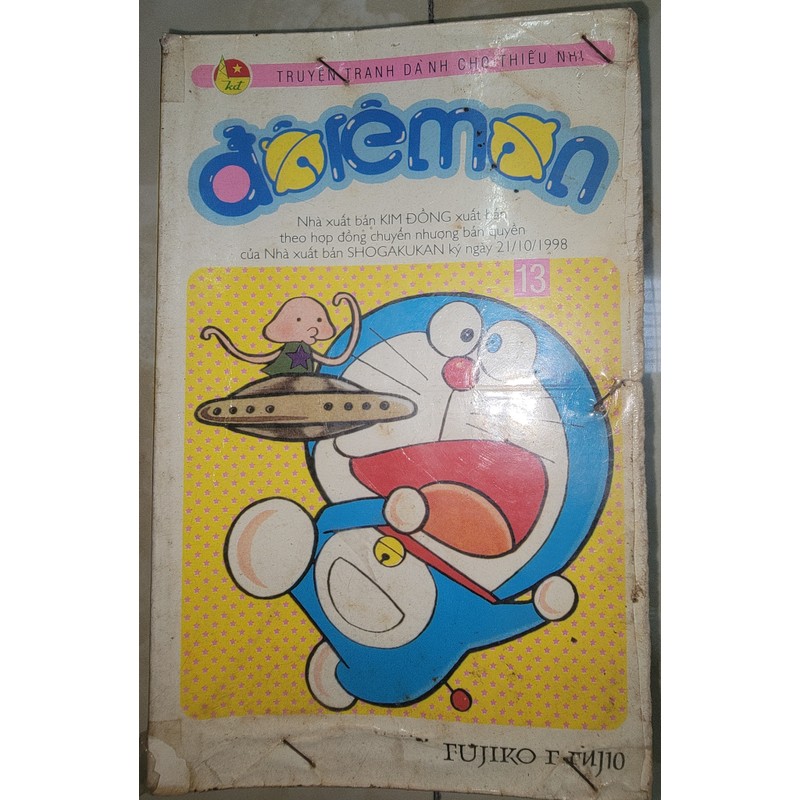 TRUYỆN TRANH DÀNH CHO THIẾU NHI
kđ
đôrêmon
Nhà xuất bản KIM ĐỒNG xuất bản
theo hợp đồng chuyển nhượng bản quyền
của Nhà xuất bản SHOGAKUKAN ký ngày 21/10/1998
13
FUJIKO F FUJIO